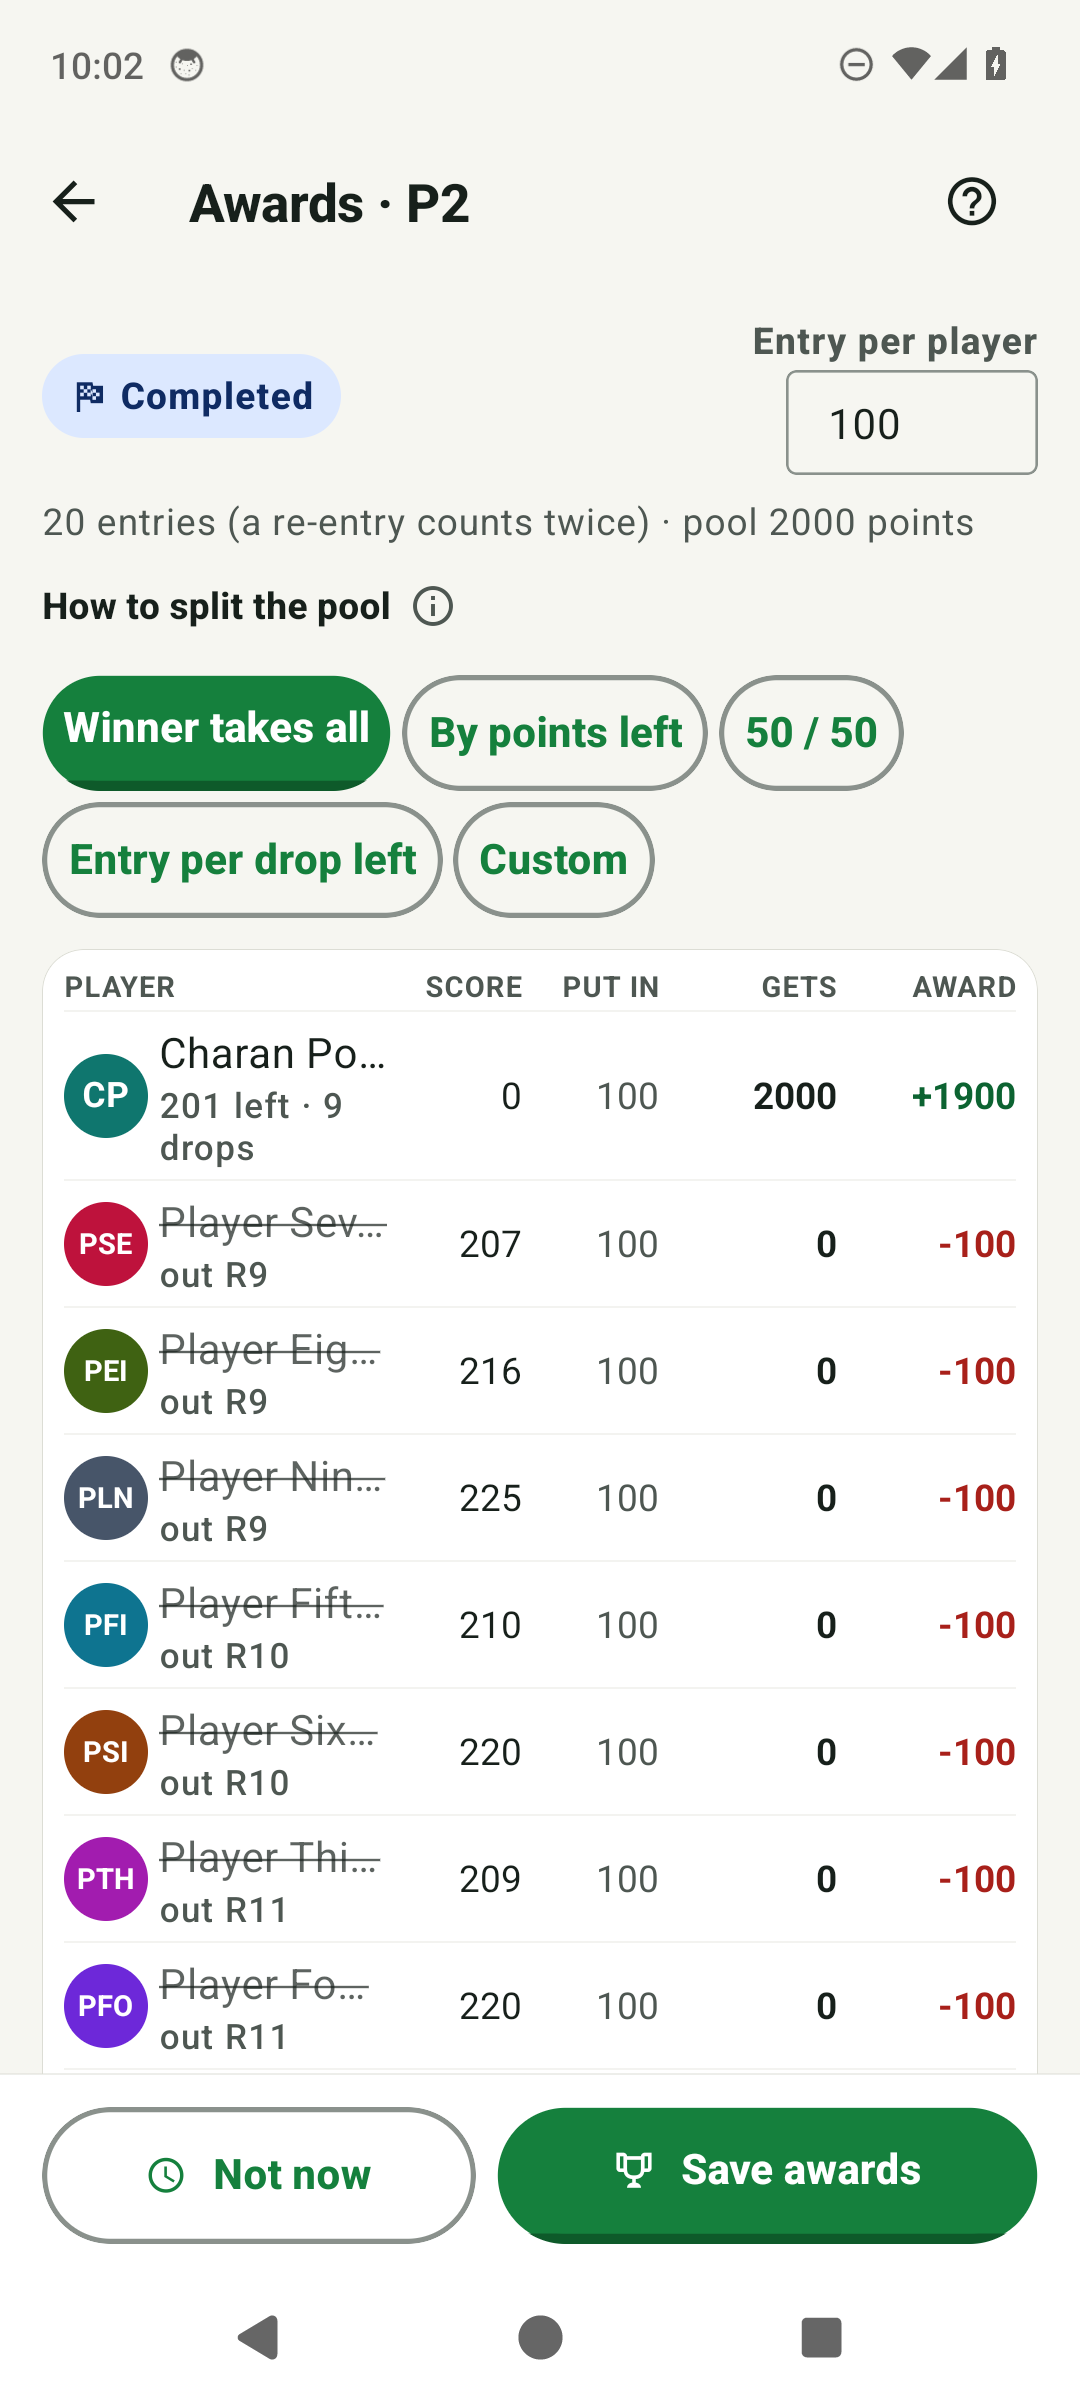 10:02
Awards · P2
Entry per player
Completed
100
20 entries (a re-entry counts twice) · pool 2000 points
How to split the pool
Winner takes all
By points left
50 / 50
Entry per drop left
Custom
PLAYER SCORE PUT IN GETS AWARD
CP Charan Po... 0 100 2000 +1900
201 left · 9
drops
PSE Player Sev... 207 100 0 -100
out R9
PEI Player Eig... 216 100 0 -100
out R9
PLN Player Nin... 225 100 0 -100
out R9
PFI Player Fift... 210 100 0 -100
out R10
PSI Player Six... 220 100 0 -100
out R10
PTH Player Thi... 209 100 0 -100
out R11
PFO Player Fo... 220 100 0 -100
out R11
Not now
Save awards